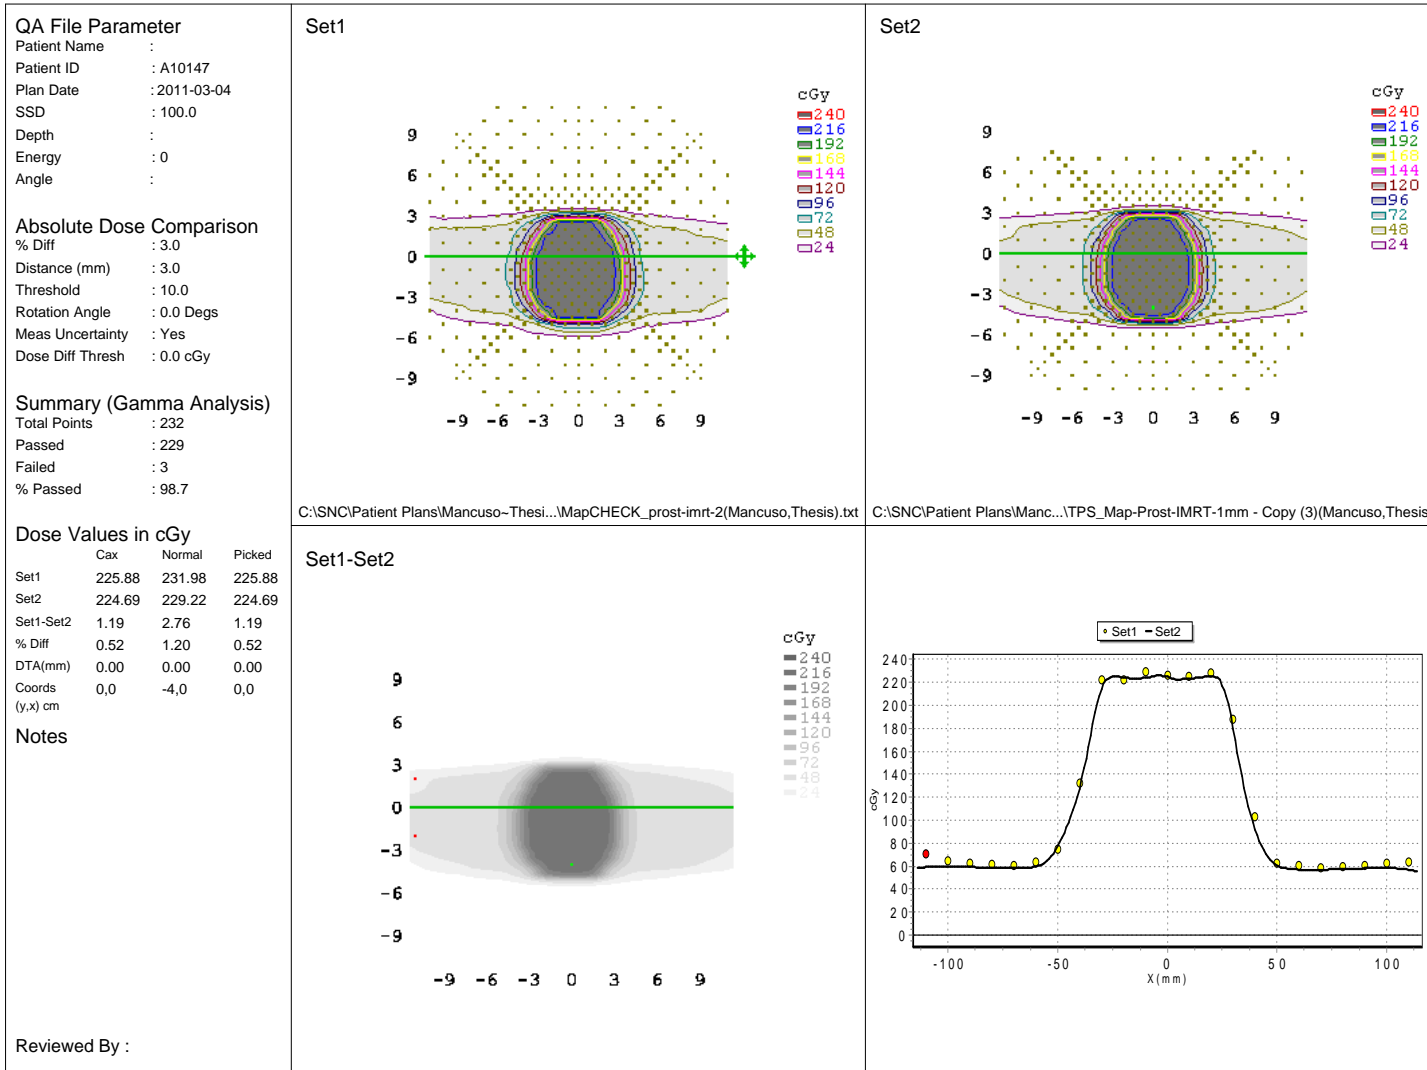 QA File Parameter
Patient Name :
Patient ID : A10147
Plan Date : 2011-03-04
SSD : 100.0
Depth :
Energy : 0
Angle :
Absolute Dose Comparison
% Diff : 3.0
Distance (mm) : 3.0
Threshold : 10.0
Rotation Angle : 0.0 Degs
Meas Uncertainty : Yes
Dose Diff Thresh : 0.0 cGy
Summary (Gamma Analysis)
Total Points : 232
Passed : 229
Failed : 3
% Passed : 98.7
Dose Values in cGy
Cax Normal Picked
Set1 225.88 231.98 225.88
Set2 224.69 229.22 224.69
Set1-Set2 1.19 2.76 1.19
% Diff 0.52 1.20 0.52
DTA(mm) 0.00 0.00 0.00
Coords 0,0 -4,0 0,0
(y,x) cm
Notes
Reviewed By :
Set1
cGy
240
216
192
168
144
120
96
72
48
24
9
6
3
0
-3
-6
-9
-9 -6 -3 0 3 6 9
C:\SNC\Patient Plans\Mancuso~Thesi...\MapCHECK_prost-imrt-2(Mancuso,Thesis).txt
Set2
cGy
240
216
192
168
144
120
96
72
48
24
9
6
3
0
-3
-6
-9
-9 -6 -3 0 3 6 9
C:\SNC\Patient Plans\Manc...\TPS_Map-Prost-IMRT-1mm - Copy (3)(Mancuso,Thesis
Set1-Set2
cGy
240
216
192
168
144
120
96
72
48
24
9
6
3
0
-3
-6
-9
-9 -6 -3 0 3 6 9
Set1 Set2
240
220
200
180
160
140
120
100
80
60
40
20
0
cGy
-100 -50 0 50 100
X(mm)